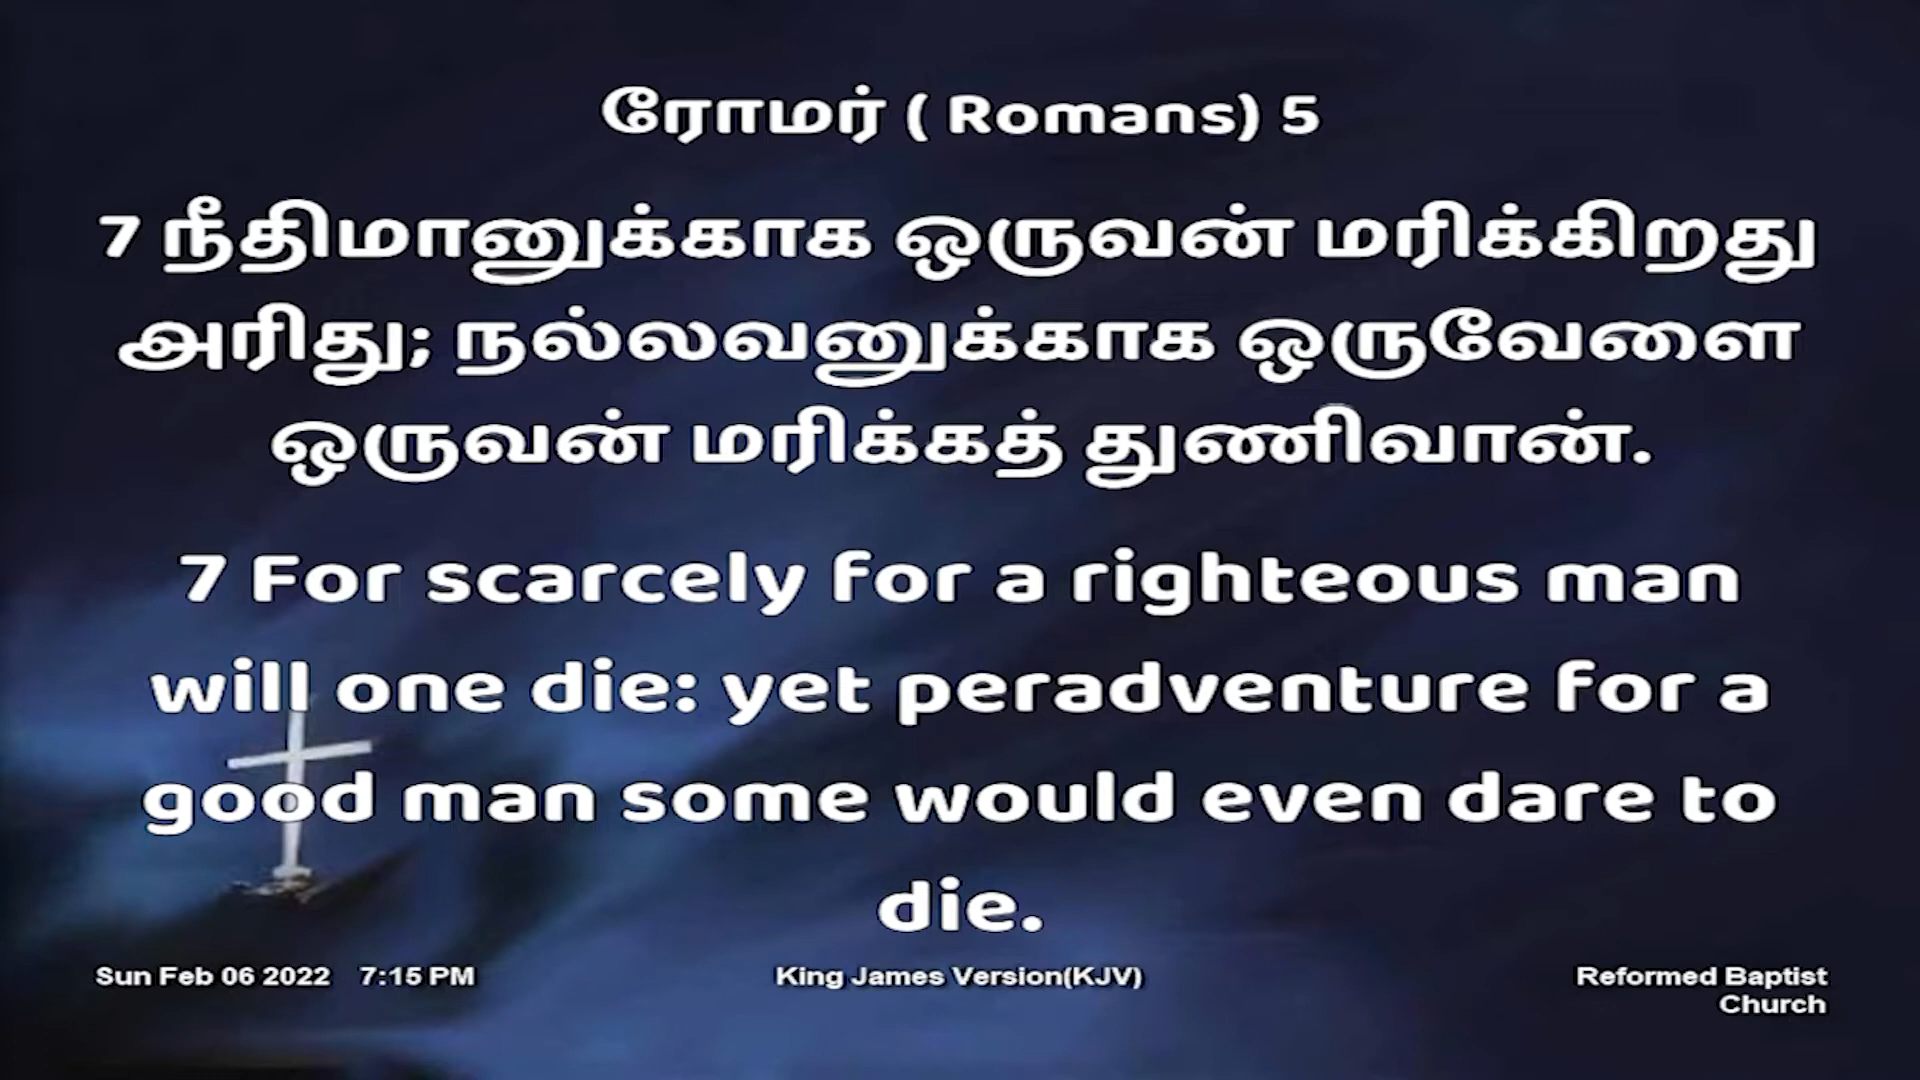 ரோமர் ( Romans) 5
7 நீதிமானுக்காக ஒருவன் மரிக்கிறது
அரிது; நல்லவனுக்காக ஒருவேளை
ஒருவன் மரிக்கத் துணிவான்.
7 For scarcely for a righteous man
will one die: yet peradventure for a
good man some would even dare to
die.
Sun Feb 06 2022 7:15 PM
King James Version(KJV)
Reformed Baptist
Church